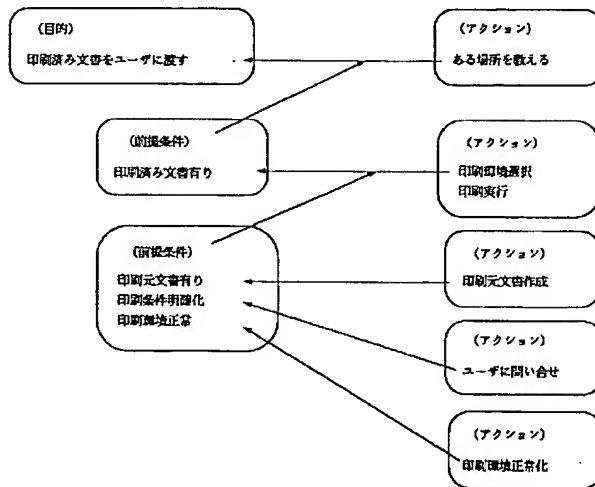 (目的)
印刷済み文書をユーザに渡す
(アクション)
ある場所を教える
(前提条件)
印刷済み文書有り
(アクション)
印刷環境選択
印刷実行
(前提条件)
印刷元文書有り
印刷条件明確化
印刷環境正常
(アクション)
印刷元文書作成
(アクション)
ユーザに問い合せ
(アクション)
印刷環境正常化